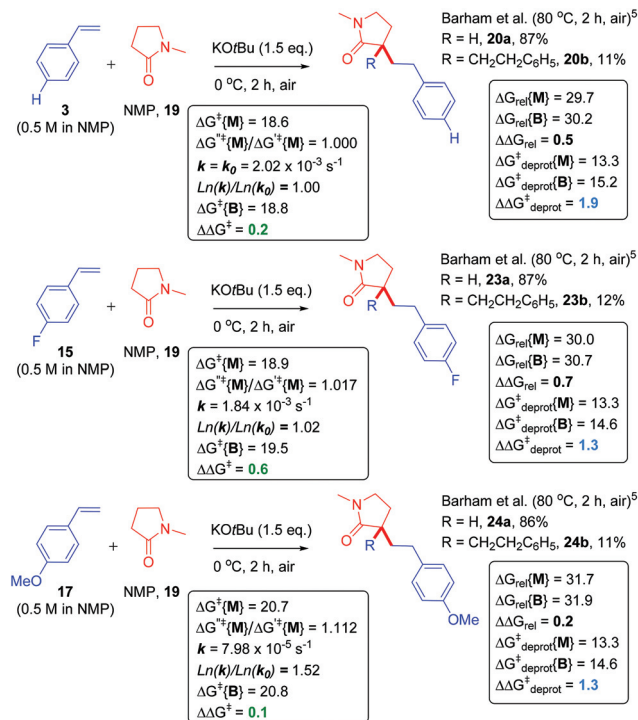 H
3
(0.5 M in NMP)
+
N
O
NMP, 19
KOtBu (1.5 eq.)
0 °C, 2 h, air
ΔG‡{M} = 18.6
ΔG"‡{M}/ΔG'‡{M} = 1.000
k = k0 = 2.02 x 10-3 s-1
Ln(k)/Ln(k0) = 1.00
ΔG‡{B} = 18.8
ΔΔG‡ = 0.2
N
O
R
H
Barham et al. (80 °C, 2 h, air)5
R = H, 20a, 87%
R = CH2CH2C6H5, 20b, 11%
ΔGrel{M} = 29.7
ΔGrel{B} = 30.2
ΔΔGrel = 0.5
ΔG‡deprot{M} = 13.3
ΔG‡deprot{B} = 15.2
ΔΔG‡deprot = 1.9
F
15
(0.5 M in NMP)
+
N
O
NMP, 19
KOtBu (1.5 eq.)
0 °C, 2 h, air
ΔG‡{M} = 18.9
ΔG"‡{M}/ΔG'‡{M} = 1.017
k = 1.84 x 10-3 s-1
Ln(k)/Ln(k0) = 1.02
ΔG‡{B} = 19.5
ΔΔG‡ = 0.6
N
O
R
F
Barham et al. (80 °C, 2 h, air)5
R = H, 23a, 87%
R = CH2CH2C6H5, 23b, 12%
ΔGrel{M} = 30.0
ΔGrel{B} = 30.7
ΔΔGrel = 0.7
ΔG‡deprot{M} = 13.3
ΔG‡deprot{B} = 14.6
ΔΔG‡deprot = 1.3
MeO
17
(0.5 M in NMP)
+
N
O
NMP, 19
KOtBu (1.5 eq.)
0 °C, 2 h, air
ΔG‡{M} = 20.7
ΔG"‡{M}/ΔG'‡{M} = 1.112
k = 7.98 x 10-5 s-1
Ln(k)/Ln(k0) = 1.52
ΔG‡{B} = 20.8
ΔΔG‡ = 0.1
N
O
R
OMe
Barham et al. (80 °C, 2 h, air)5
R = H, 24a, 86%
R = CH2CH2C6H5, 24b, 11%
ΔGrel{M} = 31.7
ΔGrel{B} = 31.9
ΔΔGrel = 0.2
ΔG‡deprot{M} = 13.3
ΔG‡deprot{B} = 14.6
ΔΔG‡deprot = 1.3